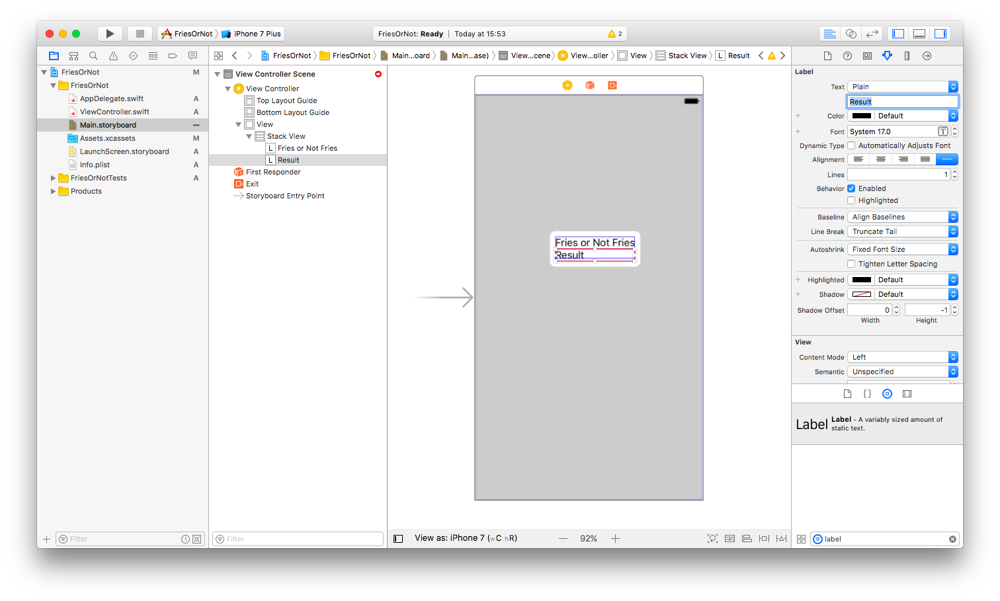 FriesOrNot
iPhone 7 Plus
FriesOrNot: Ready | Today at 15:53
2
FriesOrNot
FriesOrNot
Main...oard
Main...ase)
View...cene
View...oller
View
Stack View
L Result
FriesOrNot M
FriesOrNot
AppDelegate.swift A
ViewController.swift A
Main.storyboard
Assets.xcassets M
LaunchScreen.storyboard A
Info.plist A
FriesOrNotTests A
Products
Filter
View Controller Scene
View Controller
Top Layout Guide
Bottom Layout Guide
View
Stack View
L Fries or Not Fries
L Result
First Responder
Exit
Storyboard Entry Point
Filter
Fries or Not Fries
Result
View as: iPhone 7 (wC hR)
— 92% +
Label
Text Plain
Result
+ Color Default
+ Font System 17.0 T
Dynamic Type Automatically Adjusts Font
Alignment
Lines 1
Behavior Enabled
Highlighted
Baseline Align Baselines
Line Break Truncate Tail
Autoshrink Fixed Font Size
Tighten Letter Spacing
+ Highlighted Default
+ Shadow Default
Shadow Offset 0 -1
Width Height
View
Content Mode Left
Semantic Unspecified
{ }
Label
Label - A variably sized amount of
static text.
label